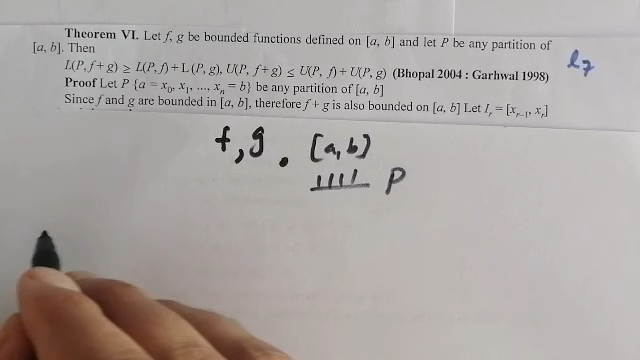 Theorem VI. Let f, g be bounded functions defined on [a, b] and let P be any partition of
[a, b]. Then
L(P, f + g) ≥ L(P, f) + L (P, g), U(P, f + g) ≤ U(P, f) + U(P, g) (Bhopal 2004 : Garhwal 1998)
Proof Let P {a = x₀, x₁, ..., xₙ = b} be any partition of [a, b]
Since f and g are bounded in [a, b], therefore f + g is also bounded on [a, b] Let Iᵣ = [xᵣ₋₁, xᵣ]
f, g . [a, b]
P